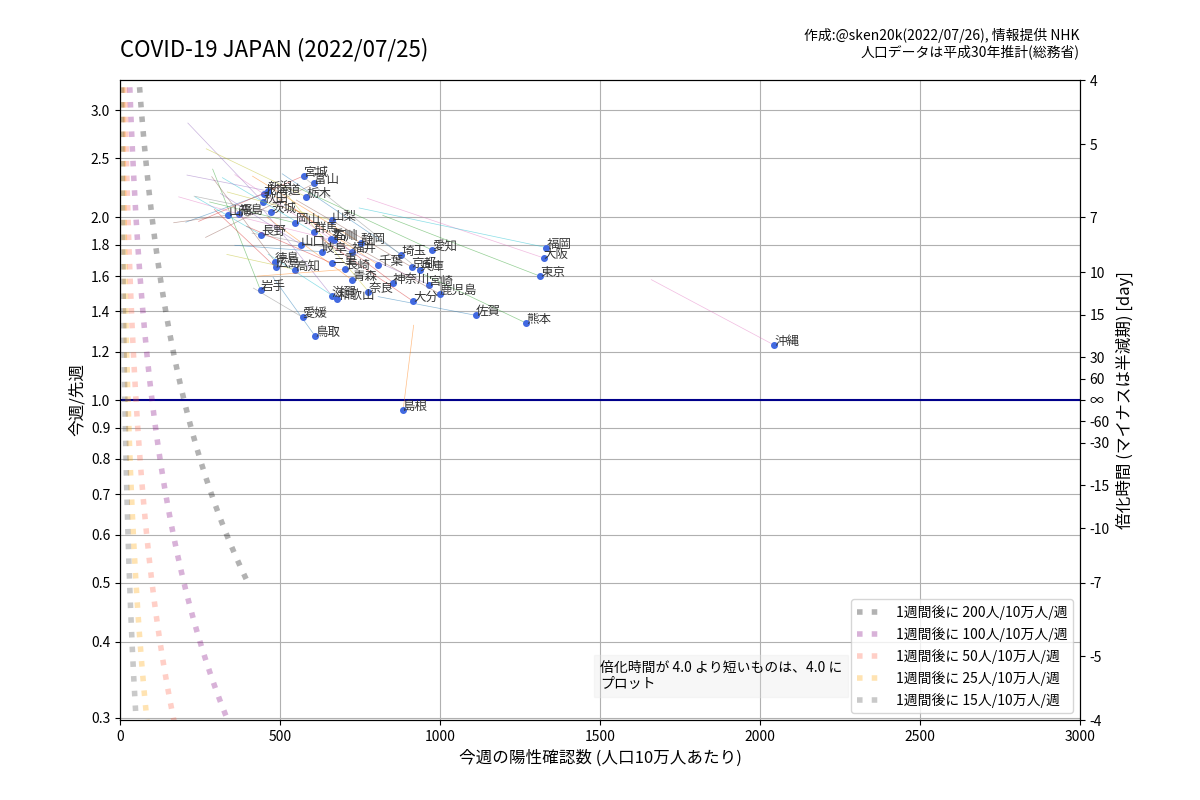 COVID-19 JAPAN (2022/07/25)
作成:@sken20k(2022/07/26), 情報提供 NHK
人口データは平成30年推計(総務省)
今週/先週
3.0
2.5
2.0
1.8
1.6
1.4
1.2
1.0
0.9
0.8
0.7
0.6
0.5
0.4
0.3
宮城
富山
新潟
栃木
秋田
茨城
山形
福島
岡山
山梨
群馬
長野
石川
静岡
山口
岐阜
福井
埼玉
愛知
福岡
大阪
徳島
広島
高知
三重
長崎
千葉
京都
兵庫
東京
青森
神奈川
宮崎
岩手
滋賀
和歌山
奈良
大分
鹿児島
愛媛
鳥取
佐賀
熊本
沖縄
島根
4
5
7
10
15
30
60
∞
-60
-30
-15
-10
-7
-5
-4
倍化時間 (マイナスは半減期) [day]
倍化時間が 4.0 より短いものは、4.0 に
プロット
1週間後に 200人/10万人/週
1週間後に 100人/10万人/週
1週間後に 50人/10万人/週
1週間後に 25人/10万人/週
1週間後に 15人/10万人/週
0
500
1000
1500
2000
2500
3000
今週の陽性確認数 (人口10万人あたり)